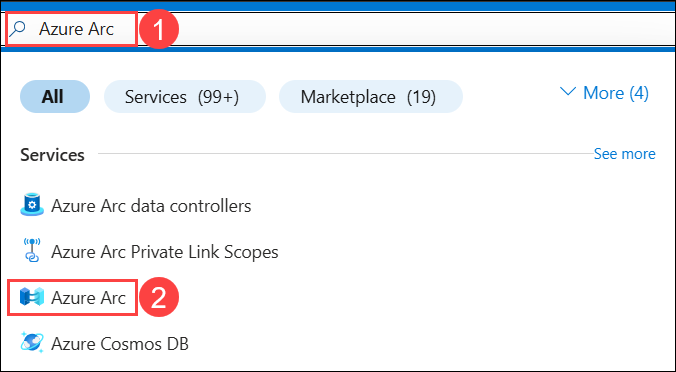 Azure Arc 1
All Services (99+) Marketplace (19) More (4)
Services See more
Azure Arc data controllers
Azure Arc Private Link Scopes
Azure Arc 2
Azure Cosmos DB